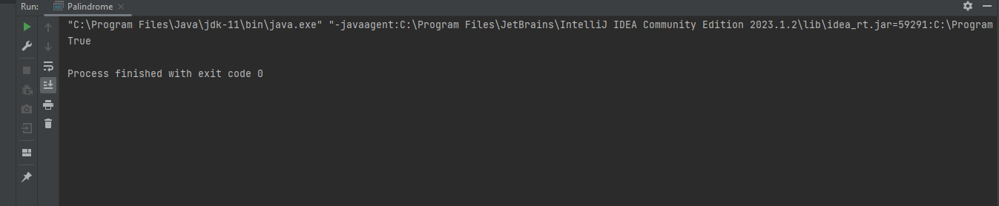 Run: Palindrome
"C:\Program Files\Java\jdk-11\bin\java.exe" "-javaagent:C:\Program Files\JetBrains\IntelliJ IDEA Community Edition 2023.1.2\lib\idea_rt.jar=59291:C:\Program
True
Process finished with exit code 0